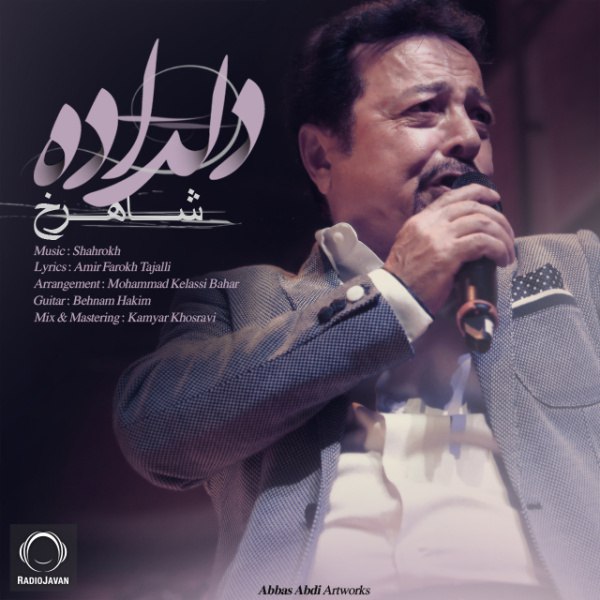 دلداده
شاهرخ
Music : Shahrokh
Lyrics : Amir Farokh Tajalli
Arrangement : Mohammad Kelassi Bahar
Guitar : Behnam Hakim
Mix & Mastering : Kamyar Khosravi
RADIOJAVAN
Abbas Abdi Artworks